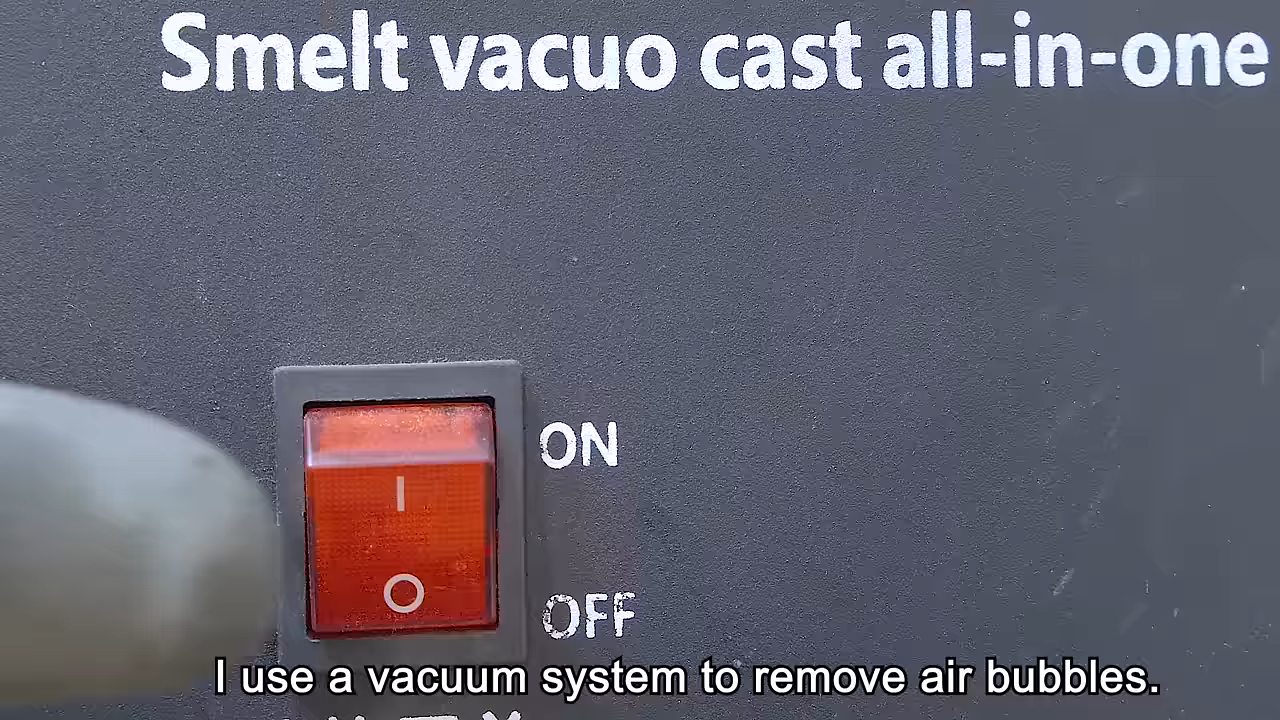 Smelt vacuo cast all-in-one
ON
OFF
I use a vacuum system to remove air bubbles.